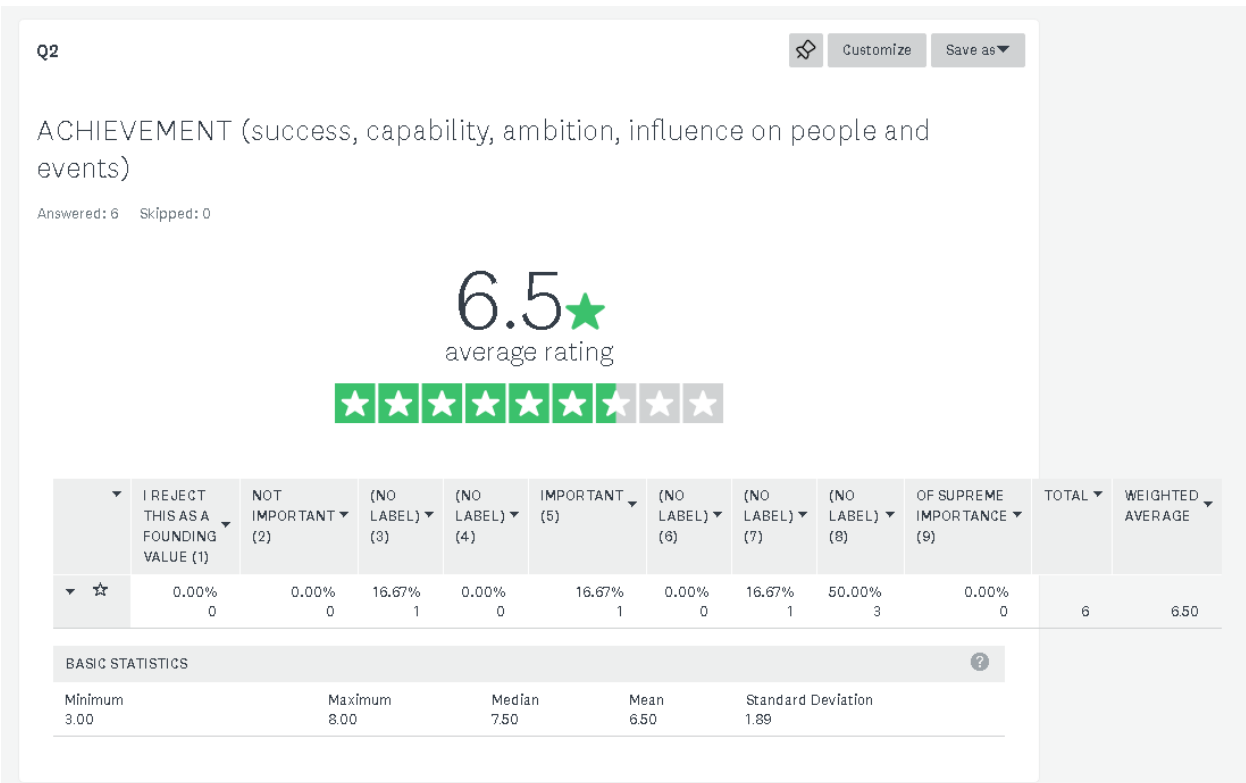 Q2
Customize
Save as
ACHIEVEMENT (success, capability, ambition, influence on people and
events)
Answered: 6 Skipped: 0
6.5
average rating
I REJECT THIS AS A FOUNDING VALUE (1)
NOT IMPORTANT (2)
(NO LABEL) (3)
(NO LABEL) (4)
IMPORTANT (5)
(NO LABEL) (6)
(NO LABEL) (7)
(NO LABEL) (8)
OF SUPREME IMPORTANCE (9)
TOTAL
WEIGHTED AVERAGE
0.00% 0.00% 16.67% 0.00% 16.67% 0.00% 16.67% 50.00% 0.00%
0 0 1 0 1 0 1 3 0 6 6.50
BASIC STATISTICS
?
Minimum Maximum Median Mean Standard Deviation
3.00 8.00 7.50 6.50 1.89